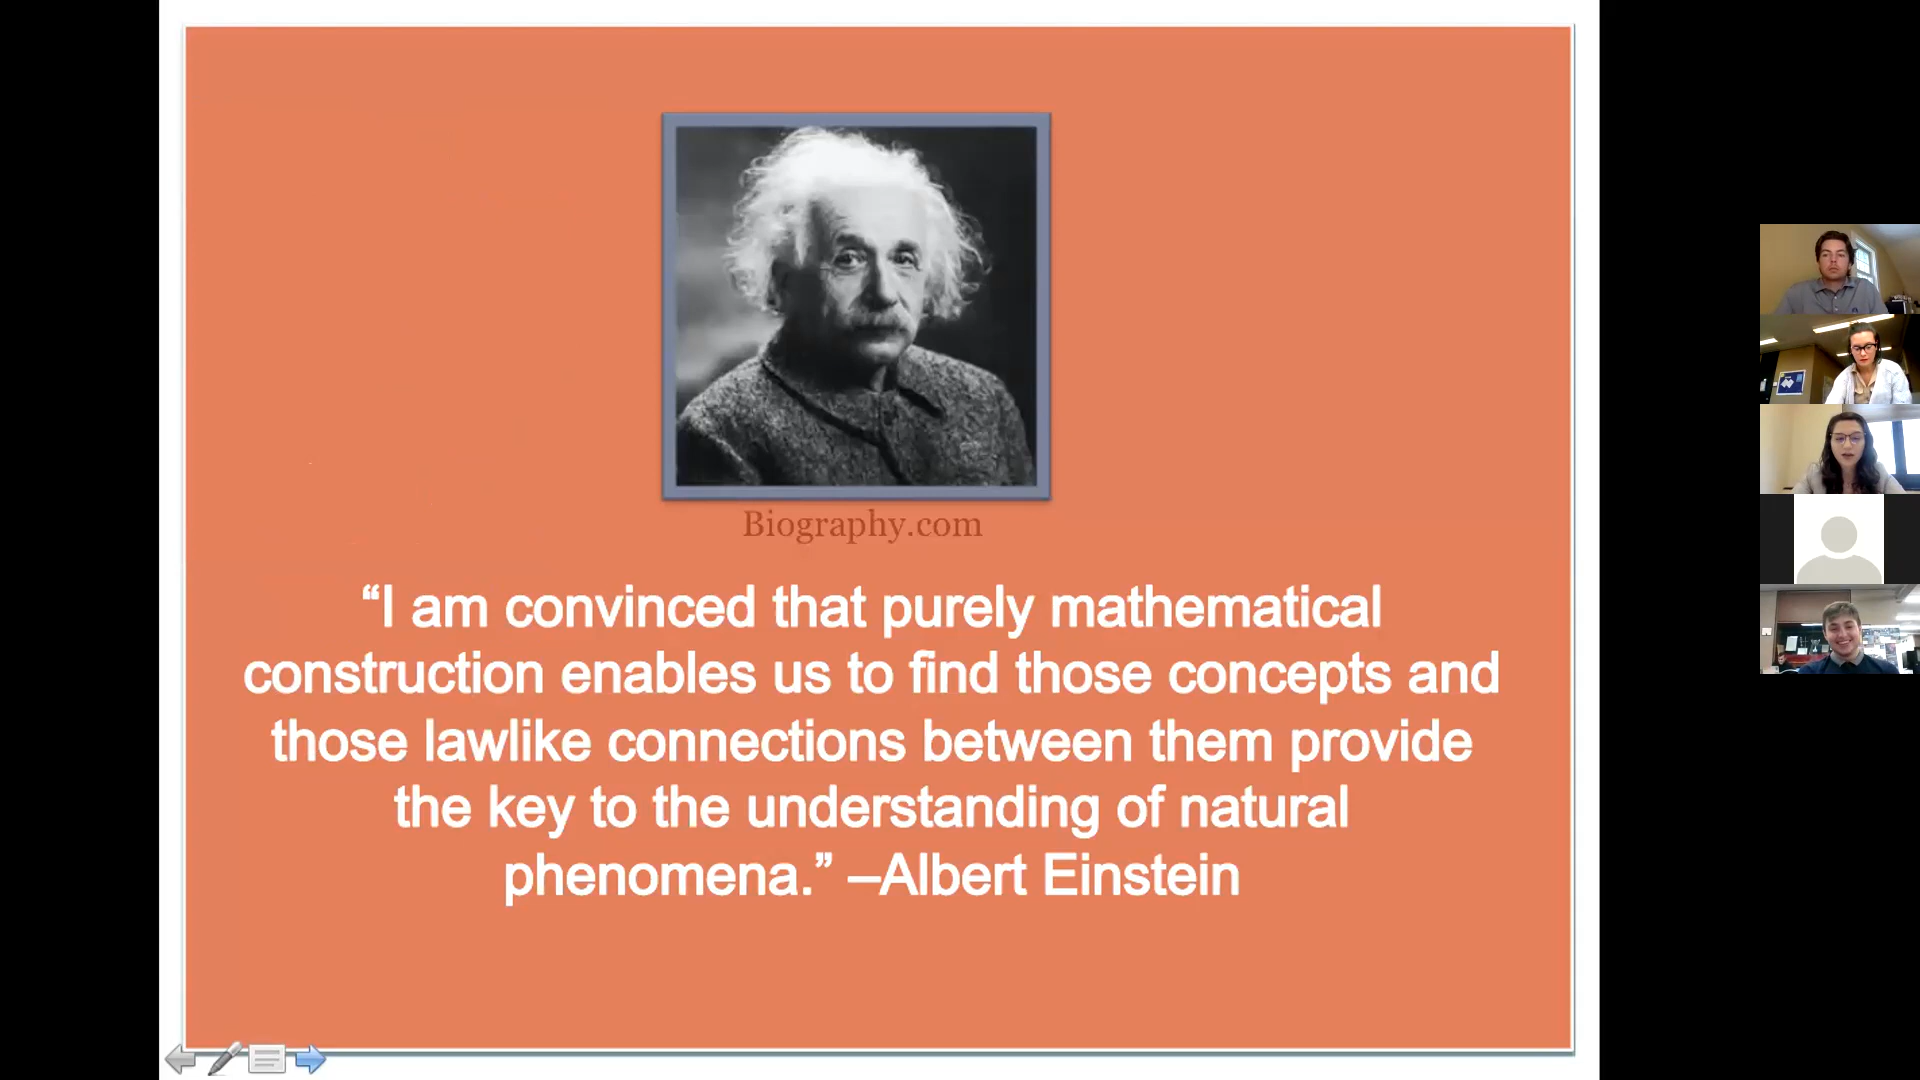 Biography.com
“I am convinced that purely mathematical
construction enables us to find those concepts and
those lawlike connections between them provide
the key to the understanding of natural
phenomena.” –Albert Einstein